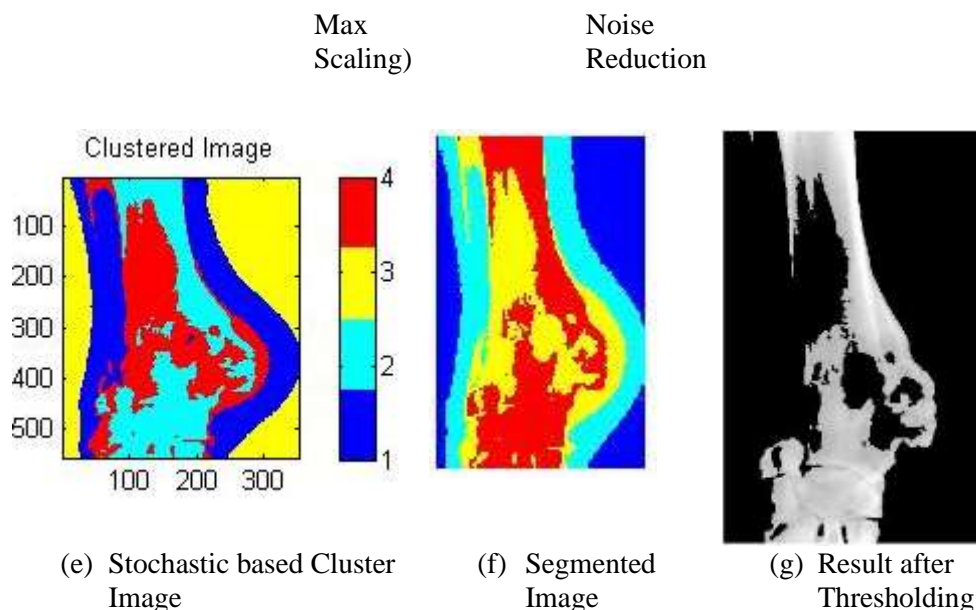 Max
Scaling)
Noise
Reduction
Clustered Image
100
200
300
400
500
100 200 300
4
3
2
1
(e) Stochastic based Cluster
Image
(f) Segmented
Image
(g) Result after
Thresholding